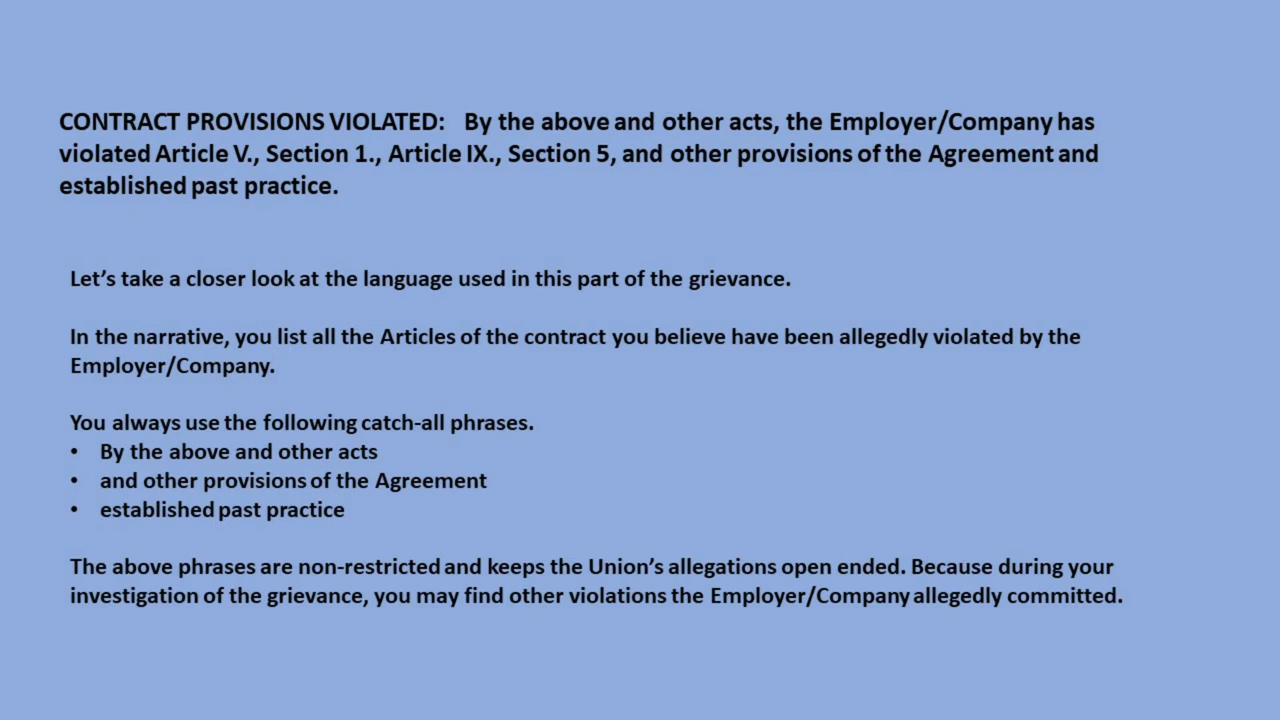 CONTRACT PROVISIONS VIOLATED: By the above and other acts, the Employer/Company has
violated Article V., Section 1., Article IX., Section 5, and other provisions of the Agreement and
established past practice.
Let’s take a closer look at the language used in this part of the grievance.
In the narrative, you list all the Articles of the contract you believe have been allegedly violated by the
Employer/Company.
You always use the following catch-all phrases.
• By the above and other acts
• and other provisions of the Agreement
• established past practice
The above phrases are non-restricted and keeps the Union’s allegations open ended. Because during your
investigation of the grievance, you may find other violations the Employer/Company allegedly committed.